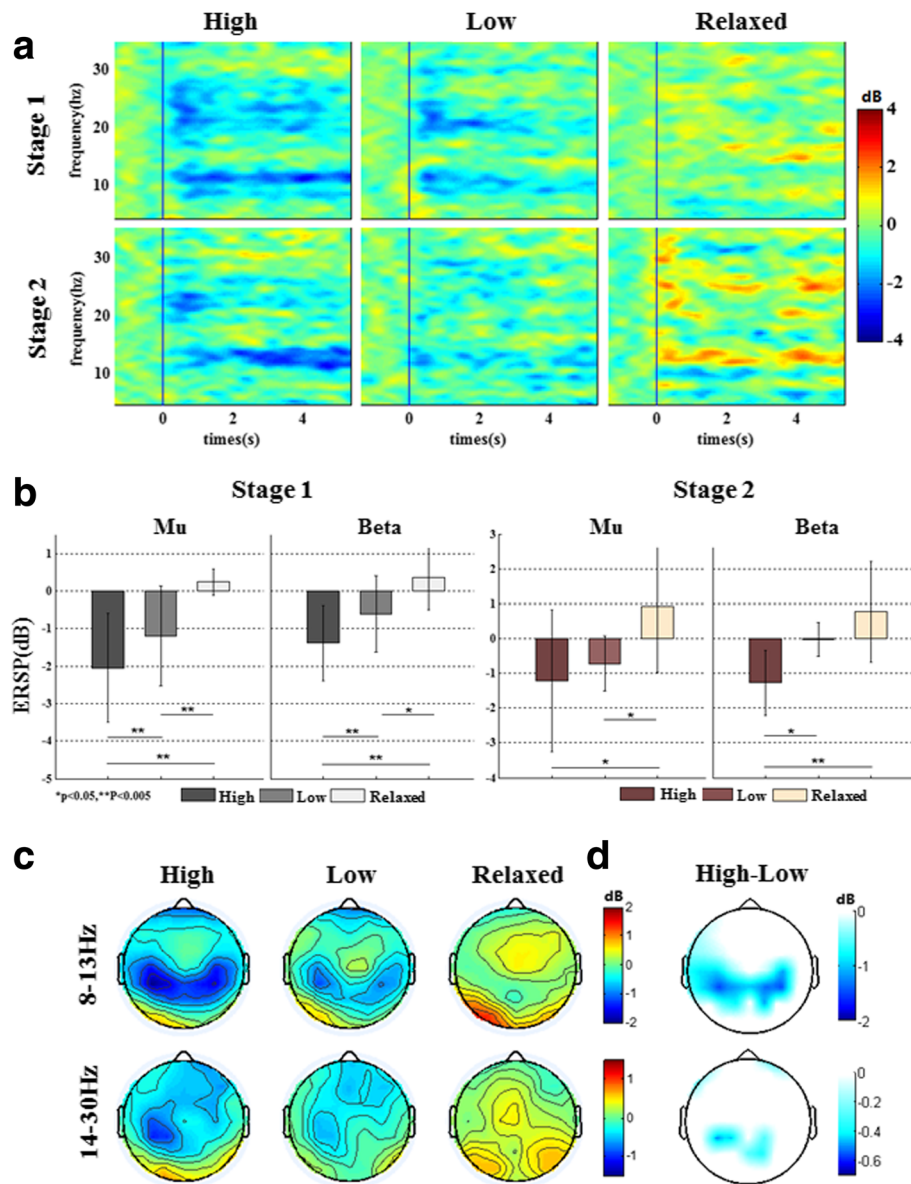 a
High Low Relaxed
Stage 1
frequency(hz)
30
20
10
dB
4
2
0
-2
-4
Stage 2
frequency(hz)
30
20
10
0 2 4 0 2 4 0 2 4
times(s) times(s) times(s)
b
Stage 1 Stage 2
Mu Beta Mu Beta
ERSP(dB)
1
0
-1
-2
-3
-4
-5
3
2
1
0
-1
-2
-3
-4
** ** ** * ** ** * * * **
*p<0.05,**P<0.005 High Low Relaxed
High Low Relaxed
c
High Low Relaxed
d
High-Low
8-13Hz
dB
2
1
0
-1
-2
dB
-0
-1
-2
14-30Hz
1
0
-1
-0
-0.2
-0.4
-0.6